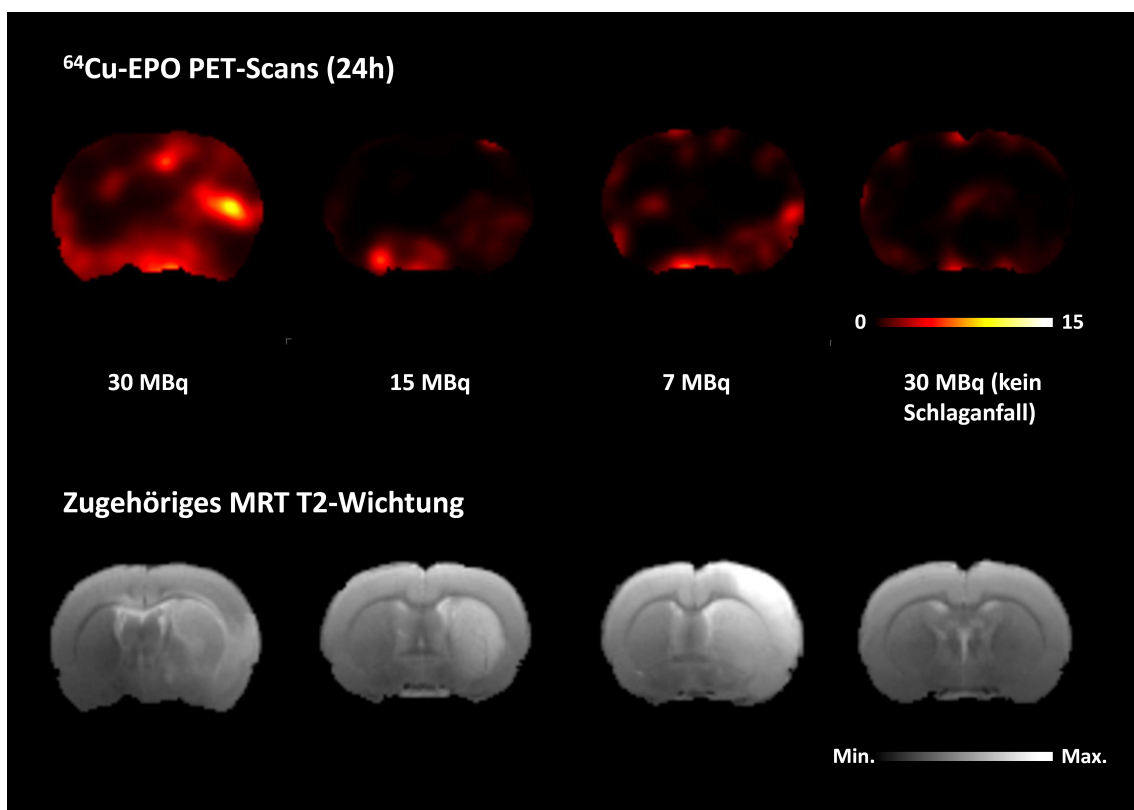 ⁶⁴Cu-EPO PET-Scans (24h)
0 15
30 MBq
15 MBq
7 MBq
30 MBq (kein
Schlaganfall)
Zugehöriges MRT T2-Wichtung
Min. Max.